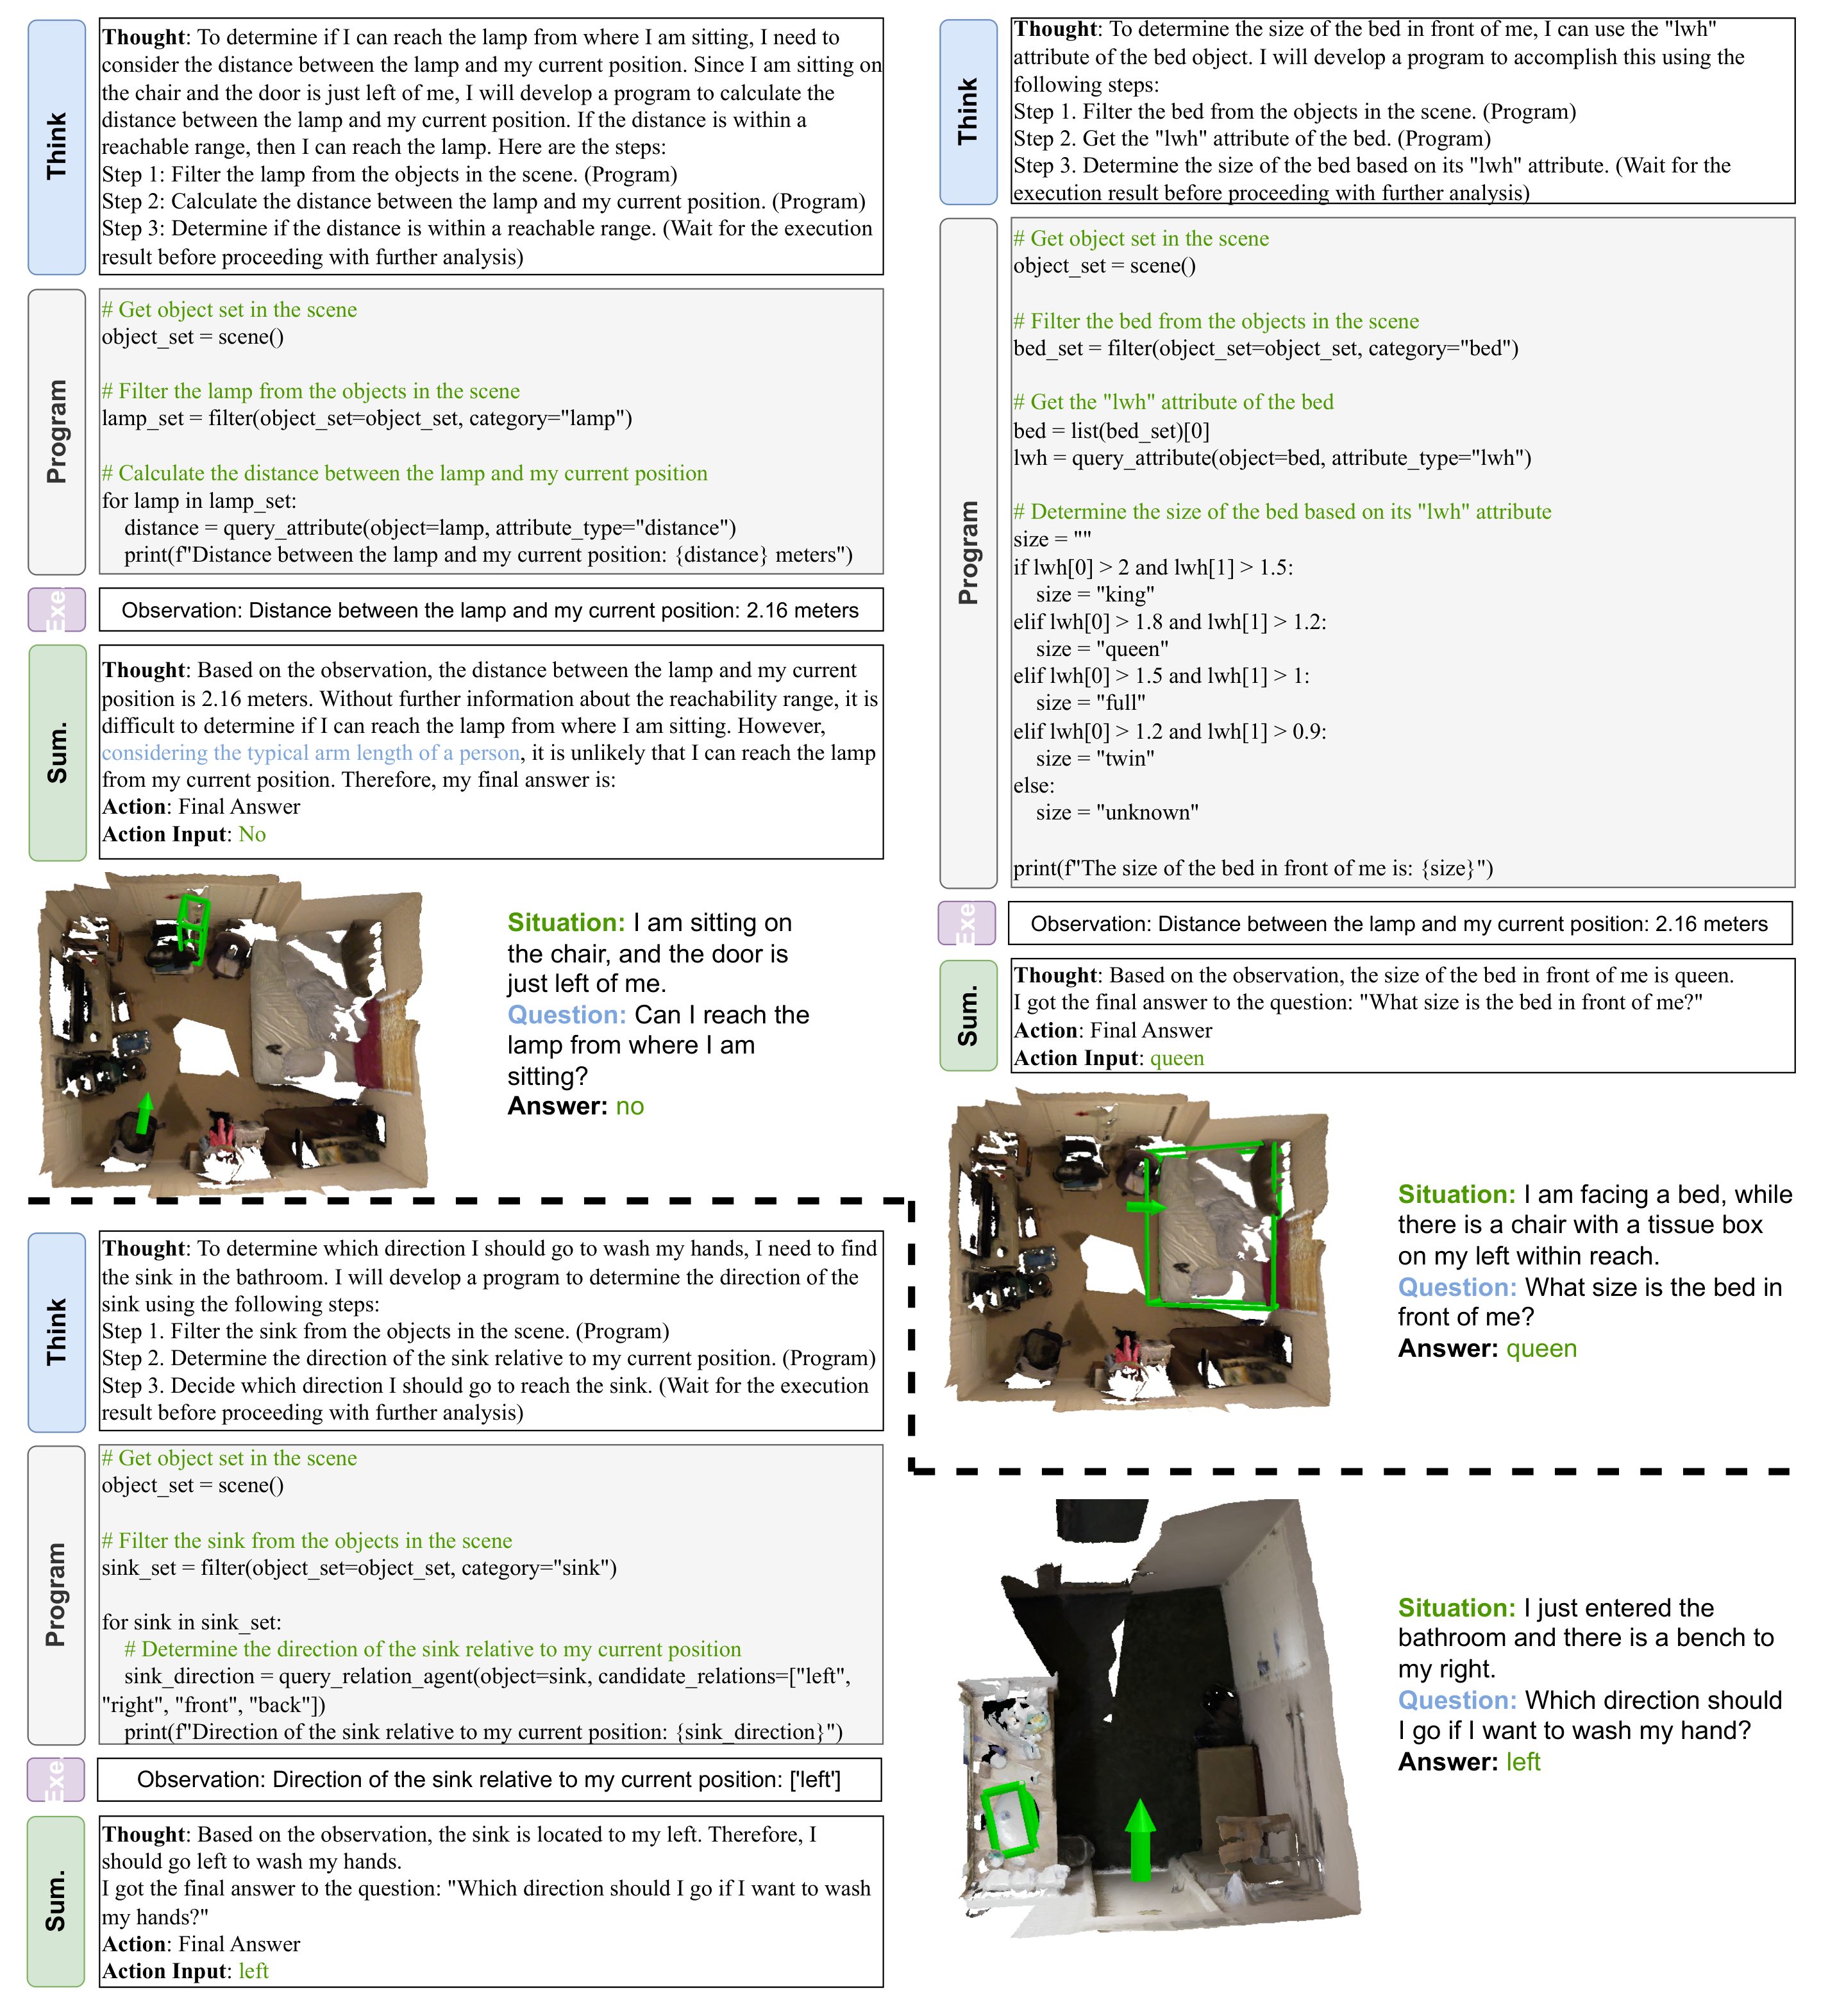 Think
Thought: To determine if I can reach the lamp from where I am sitting, I need to
consider the distance between the lamp and my current position. Since I am sitting on
the chair and the door is just left of me, I will develop a program to calculate the
distance between the lamp and my current position. If the distance is within a
reachable range, then I can reach the lamp. Here are the steps:
Step 1: Filter the lamp from the objects in the scene. (Program)
Step 2: Calculate the distance between the lamp and my current position. (Program)
Step 3: Determine if the distance is within a reachable range. (Wait for the execution
result before proceeding with further analysis)
Program
# Get object set in the scene
object_set = scene()
# Filter the lamp from the objects in the scene
lamp_set = filter(object_set=object_set, category="lamp")
# Calculate the distance between the lamp and my current position
for lamp in lamp_set:
distance = query_attribute(object=lamp, attribute_type="distance")
print(f"Distance between the lamp and my current position: {distance} meters")
Exe
Observation: Distance between the lamp and my current position: 2.16 meters
Sum.
Thought: Based on the observation, the distance between the lamp and my current
position is 2.16 meters. Without further information about the reachability range, it is
difficult to determine if I can reach the lamp from where I am sitting. However,
considering the typical arm length of a person, it is unlikely that I can reach the lamp
from my current position. Therefore, my final answer is:
Action: Final Answer
Action Input: No
Situation: I am sitting on
the chair, and the door is
just left of me.
Question: Can I reach the
lamp from where I am
sitting?
Answer: no
Think
Thought: To determine the size of the bed in front of me, I can use the "lwh"
attribute of the bed object. I will develop a program to accomplish this using the
following steps:
Step 1. Filter the bed from the objects in the scene. (Program)
Step 2. Get the "lwh" attribute of the bed. (Program)
Step 3. Determine the size of the bed based on its "lwh" attribute. (Wait for the
execution result before proceeding with further analysis)
Program
# Get object set in the scene
object_set = scene()
# Filter the bed from the objects in the scene
bed_set = filter(object_set=object_set, category="bed")
# Get the "lwh" attribute of the bed
bed = list(bed_set)[0]
lwh = query_attribute(object=bed, attribute_type="lwh")
# Determine the size of the bed based on its "lwh" attribute
size = ""
if lwh[0] > 2 and lwh[1] > 1.5:
size = "king"
elif lwh[0] > 1.8 and lwh[1] > 1.2:
size = "queen"
elif lwh[0] > 1.5 and lwh[1] > 1:
size = "full"
elif lwh[0] > 1.2 and lwh[1] > 0.9:
size = "twin"
else:
size = "unknown"
print(f"The size of the bed in front of me is: {size}")
Exe
Observation: Distance between the lamp and my current position: 2.16 meters
Sum.
Thought: Based on the observation, the size of the bed in front of me is queen.
I got the final answer to the question: "What size is the bed in front of me?"
Action: Final Answer
Action Input: queen
Situation: I am facing a bed, while
there is a chair with a tissue box
on my left within reach.
Question: What size is the bed in
front of me?
Answer: queen
Think
Thought: To determine which direction I should go to wash my hands, I need to find
the sink in the bathroom. I will develop a program to determine the direction of the
sink using the following steps:
Step 1. Filter the sink from the objects in the scene. (Program)
Step 2. Determine the direction of the sink relative to my current position. (Program)
Step 3. Decide which direction I should go to reach the sink. (Wait for the execution
result before proceeding with further analysis)
Program
# Get object set in the scene
object_set = scene()
# Filter the sink from the objects in the scene
sink_set = filter(object_set=object_set, category="sink")
for sink in sink_set:
# Determine the direction of the sink relative to my current position
sink_direction = query_relation_agent(object=sink, candidate_relations=["left",
"right", "front", "back"])
print(f"Direction of the sink relative to my current position: {sink_direction}")
Exe
Observation: Direction of the sink relative to my current position: ['left']
Sum.
Thought: Based on the observation, the sink is located to my left. Therefore, I
should go left to wash my hands.
I got the final answer to the question: "Which direction should I go if I want to wash
my hands?"
Action: Final Answer
Action Input: left
Situation: I just entered the
bathroom and there is a bench to
my right.
Question: Which direction should
I go if I want to wash my hand?
Answer: left